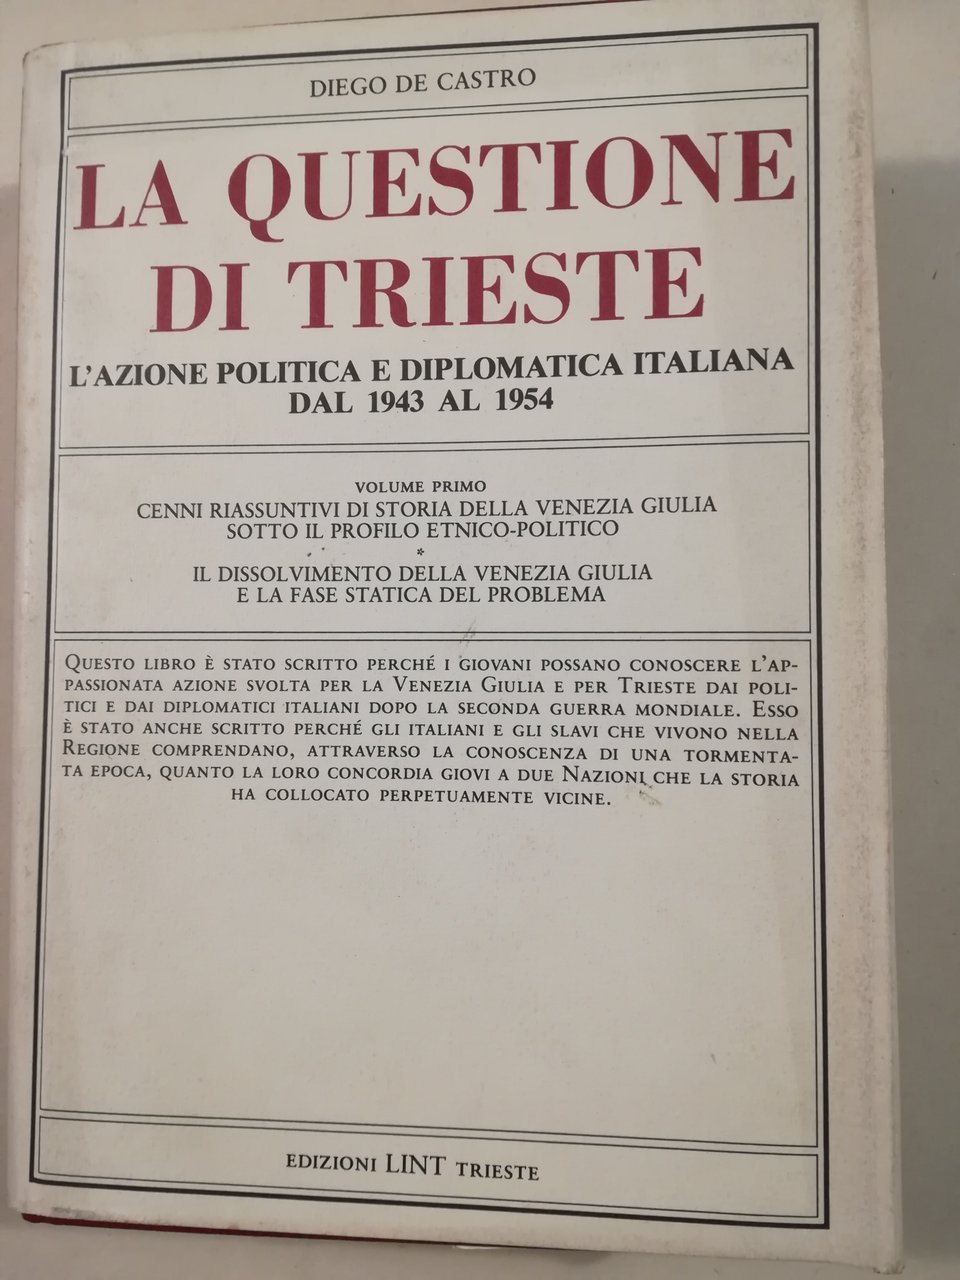 DIEGO DE CASTRO
LA QUESTIONE
DI TRIESTE
L'AZIONE POLITICA E DIPLOMATICA ITALIANA
DAL 1943 AL 1954
VOLUME PRIMO
CENNI RIASSUNTIVI DI STORIA DELLA VENEZIA GIULIA
SOTTO IL PROFILO ETNICO-POLITICO
*
IL DISSOLVIMENTO DELLA VENEZIA GIULIA
E LA FASE STATICA DEL PROBLEMA
QUESTO LIBRO È STATO SCRITTO PERCHÉ I GIOVANI POSSANO CONOSCERE L'AP-
PASSIONATA AZIONE SVOLTA PER LA VENEZIA GIULIA E PER TRIESTE DAI POLI-
TICI E DAI DIPLOMATICI ITALIANI DOPO LA SECONDA GUERRA MONDIALE. ESSO
È STATO ANCHE SCRITTO PERCHÉ GLI ITALIANI E GLI SLAVI CHE VIVONO NELLA
REGIONE COMPRENDANO, ATTRAVERSO LA CONOSCENZA DI UNA TORMENTA-
TA EPOCA, QUANTO LA LORO CONCORDIA GIOVI A DUE NAZIONI CHE LA STORIA
HA COLLOCATO PERPETUAMENTE VICINE.
EDIZIONI LINT TRIESTE